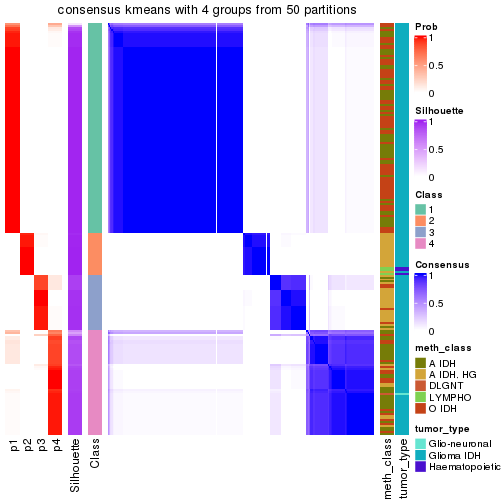 consensus kmeans with 4 groups from 50 partitions
p1
p2
p3
p4
Silhouette
Class
meth_class
tumor_type
Prob
1
0.5
0
Silhouette
1
0.5
0
Class
1
2
3
4
Consensus
1
0.5
0
meth_class
A IDH
A IDH, HG
DLGNT
LYMPHO
O IDH
tumor_type
Glio-neuronal
Glioma IDH
Haematopoietic